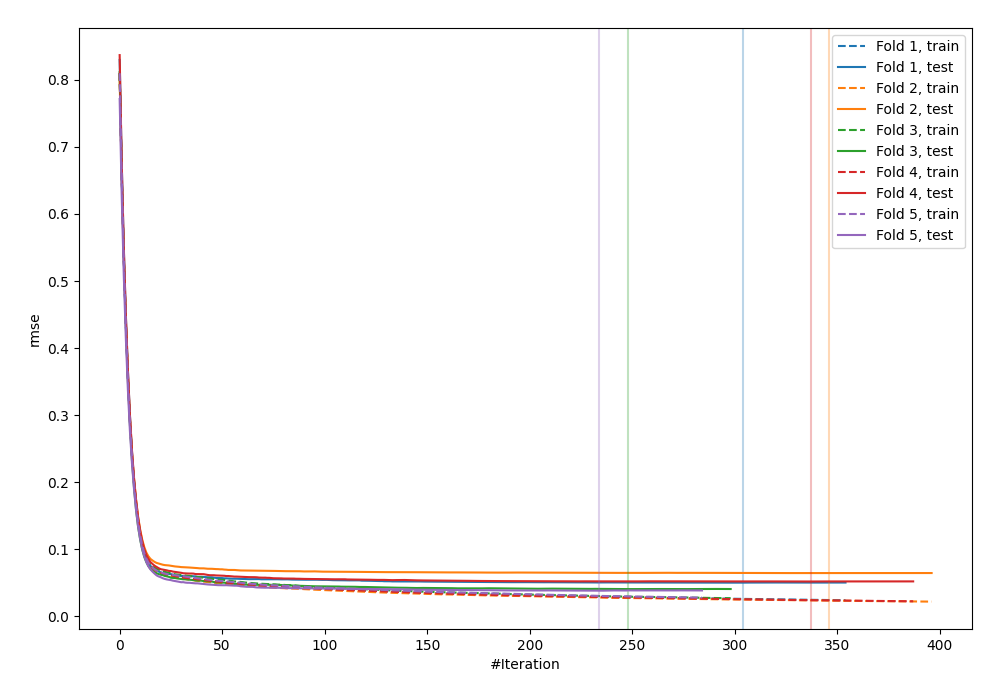 0.8
0.7
0.6
0.5
0.4
0.3
0.2
0.1
0.0
rmse
0 50 100 150 200 250 300 350 400
#Iteration
Fold 1, train
Fold 1, test
Fold 2, train
Fold 2, test
Fold 3, train
Fold 3, test
Fold 4, train
Fold 4, test
Fold 5, train
Fold 5, test